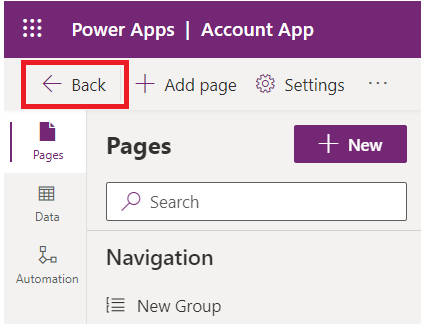 Power Apps | Account App
Back
Add page
Settings
Pages
Data
Automation
Pages
New
Search
Navigation
New Group